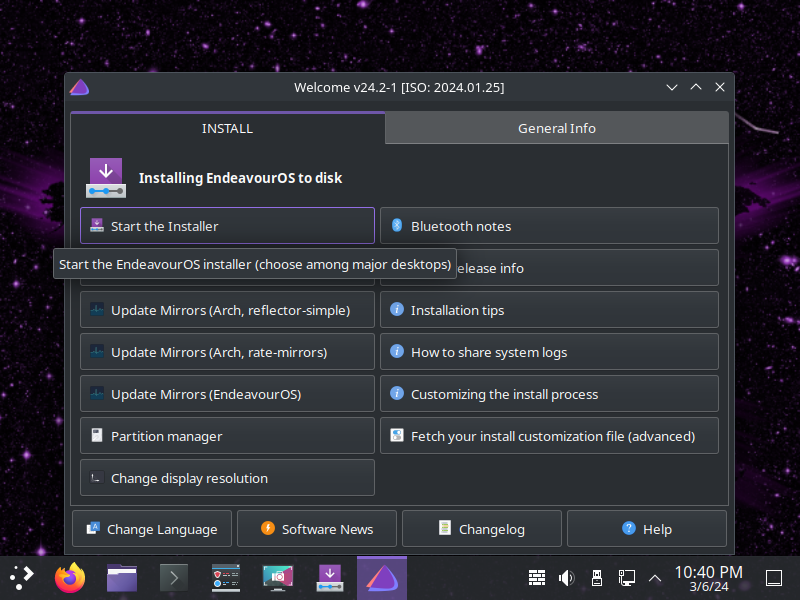 Welcome v24.2-1 [ISO: 2024.01.25]
INSTALL
General Info
Installing EndeavourOS to disk
Start the Installer
Bluetooth notes
Start the EndeavourOS installer (choose among major desktops)
elease info
Update Mirrors (Arch, reflector-simple)
Installation tips
Update Mirrors (Arch, rate-mirrors)
How to share system logs
Update Mirrors (EndeavourOS)
Customizing the install process
Partition manager
Fetch your install customization file (advanced)
Change display resolution
Change Language
Software News
Changelog
Help
10:40 PM
3/6/24